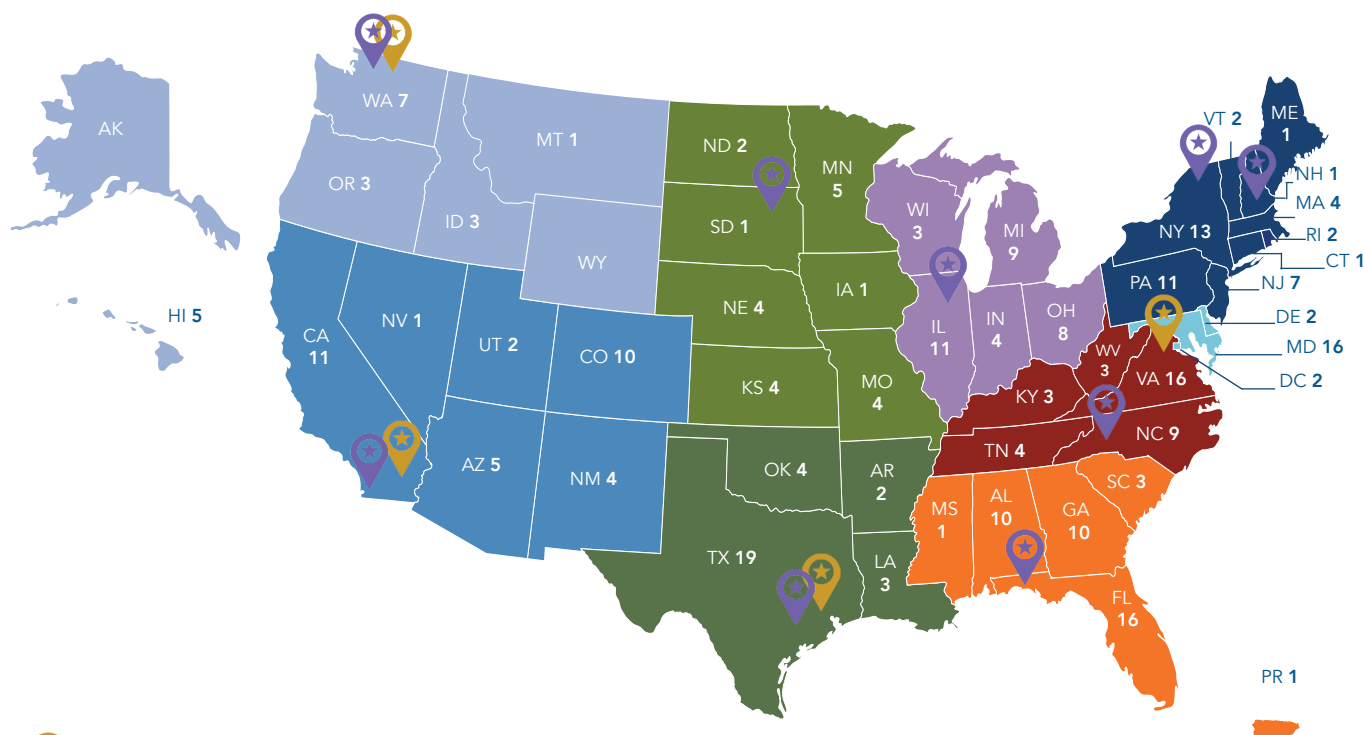 AK
HI 5
WA 7
OR 3
ID 3
MT 1
WY
CA
11
NV 1
UT 2
CO 10
AZ 5
NM 4
ND 2
SD 1
NE 4
KS 4
MN
5
IA 1
MO
4
OK 4
TX 19
AR
2
LA
3
WI
3
MI
9
IL
11
IN
4
OH
8
KY 3
TN 4
WV
3
VA 16
NC 9
MS
1
AL
10
GA
10
SC 3
FL
16
PR 1
PA 11
NY 13
VT 2
ME
1
NH 1
MA 4
RI 2
CT 1
NJ 7
DE 2
MD 16
DC 2